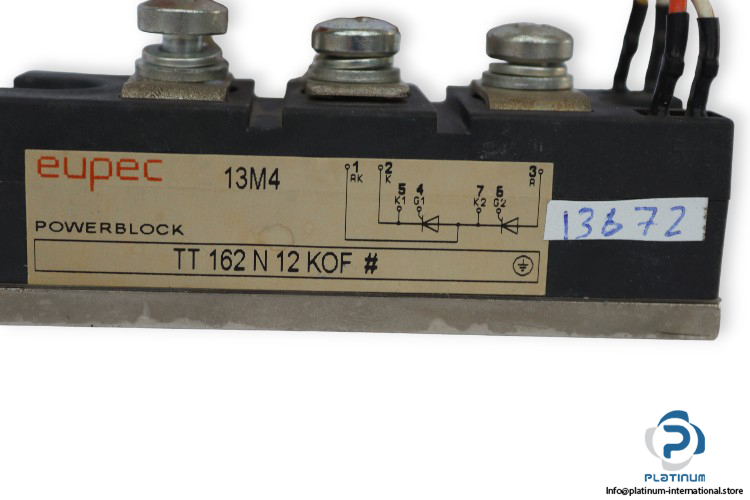 eupec
13M4
1 2 3
AK K A
5 4 7 6
K1 G1 K2 G2
POWERBLOCK
TT 162 N 12 KOF #
13672
PLATINUM
Info@platinum-international.store